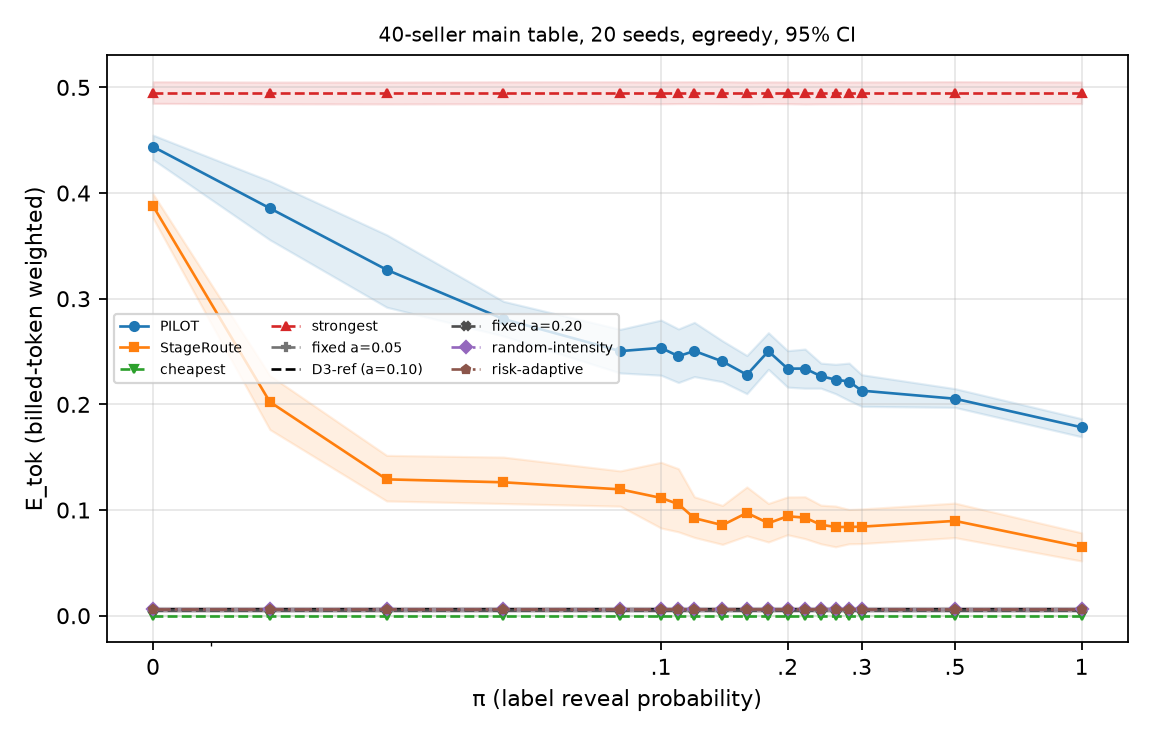 40-seller main table, 20 seeds, egreedy, 95% CI
E_tok (billed-token weighted)
0.5
0.4
0.3
0.2
0.1
0.0
PILOT
StageRoute
cheapest
strongest
fixed a=0.05
D3-ref (a=0.10)
fixed a=0.20
random-intensity
risk-adaptive
0 .1 .2 .3 .5 1
π (label reveal probability)